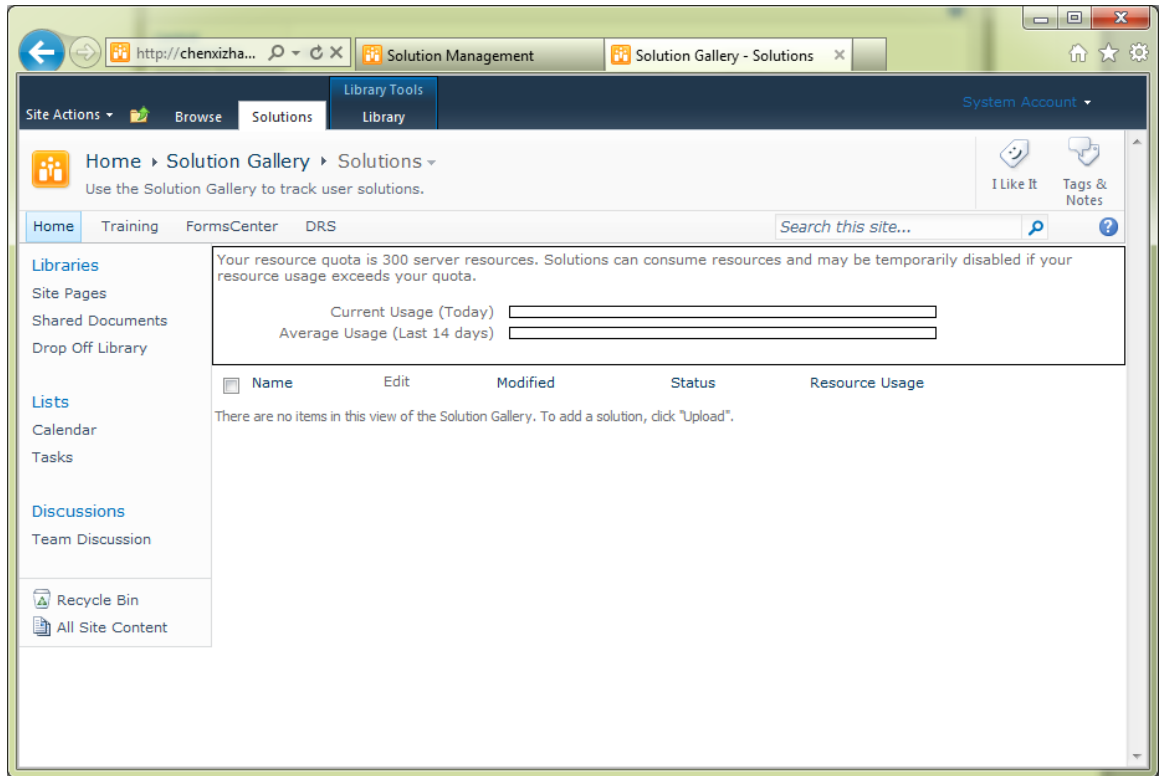 http://chenxizha...
Solution Management
Solution Gallery - Solutions
Library Tools
Site Actions
Browse
Solutions
Library
System Account
Home › Solution Gallery › Solutions
Use the Solution Gallery to track user solutions.
I Like It
Tags &
Notes
Home
Training
FormsCenter
DRS
Search this site...
Libraries
Site Pages
Shared Documents
Drop Off Library
Lists
Calendar
Tasks
Discussions
Team Discussion
Recycle Bin
All Site Content
Your resource quota is 300 server resources. Solutions can consume resources and may be temporarily disabled if your
resource usage exceeds your quota.
Current Usage (Today)
Average Usage (Last 14 days)
Name
Edit
Modified
Status
Resource Usage
There are no items in this view of the Solution Gallery. To add a solution, click "Upload".